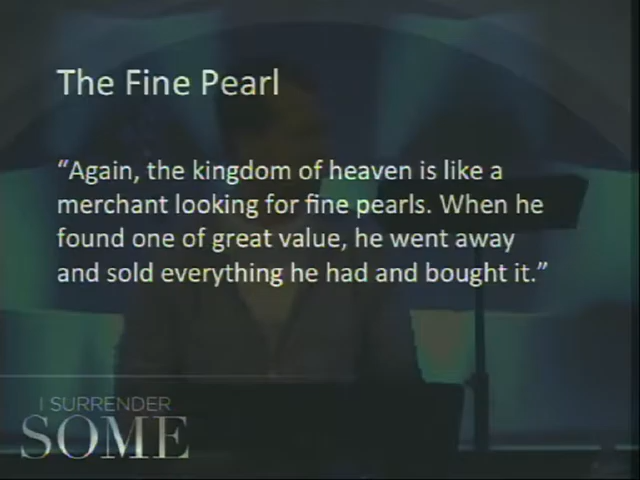 The Fine Pearl
“Again, the kingdom of heaven is like a
merchant looking for fine pearls. When he
found one of great value, he went away
and sold everything he had and bought it.”
I SURRENDER
SOME